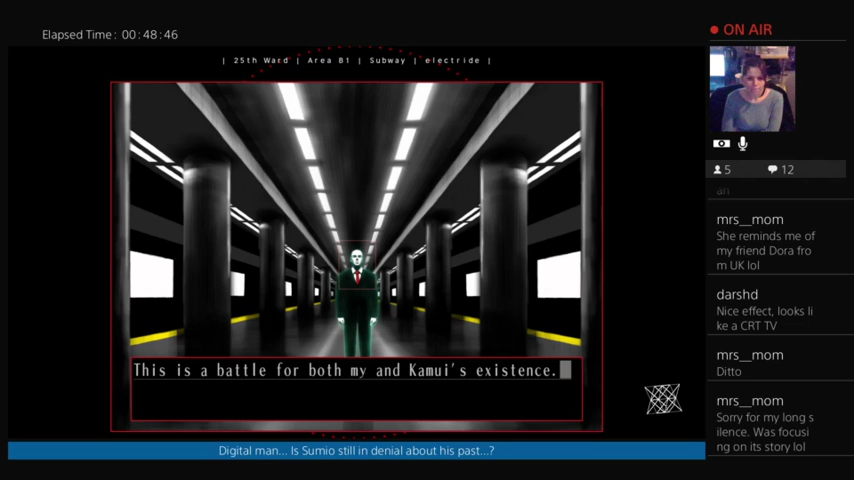 Elapsed Time: 00:48:46
ON AIR
| 25th Ward | Area B1 | Subway | electride |
This is a battle for both my and Kamui's existence.
Digital man... Is Sumio still in denial about his past...?
5
12
an
mrs__mom
She reminds me of
my friend Dora fro
m UK lol
darshd
Nice effect, looks li
ke a CRT TV
mrs__mom
Ditto
mrs__mom
Sorry for my long s
ilence. Was focusi
ng on its story lol